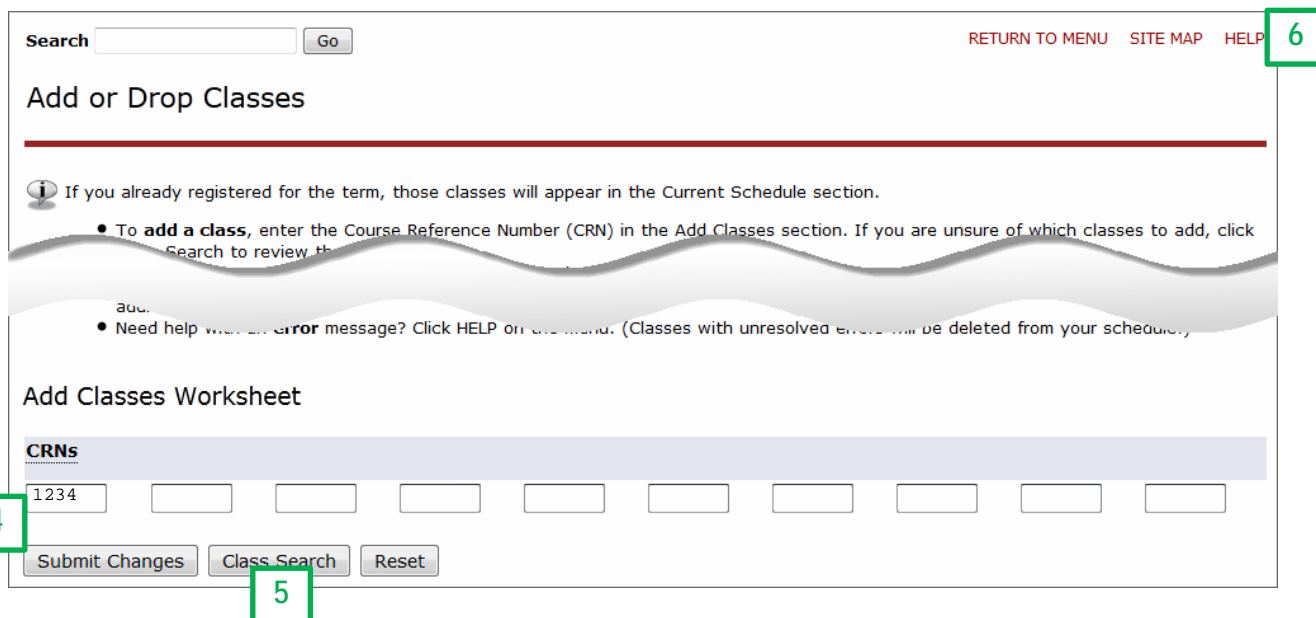 Search Go RETURN TO MENU SITE MAP HELP 6
Add or Drop Classes
If you already registered for the term, those classes will appear in the Current Schedule section.
• To add a class, enter the Course Reference Number (CRN) in the Add Classes section. If you are unsure of which classes to add, click
Search to review
• Need help with an error message? Click HELP on the menu. (Classes with unresolved errors will be deleted from your schedule.)
Add Classes Worksheet
CRNs
1234
4
Submit Changes Class Search Reset
5